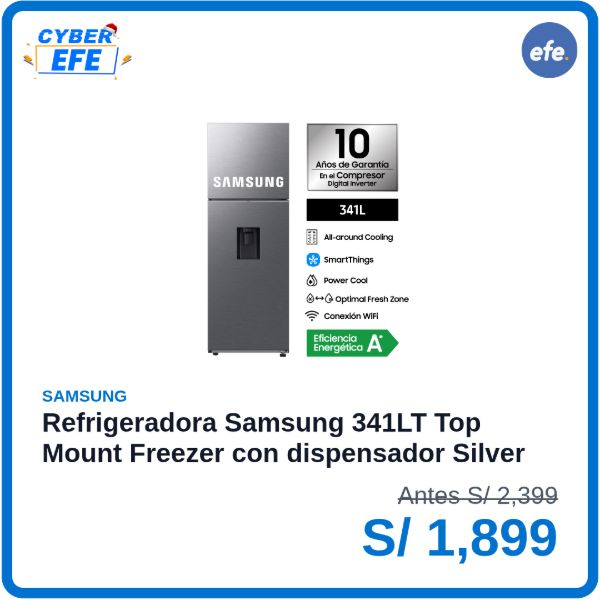 CYBER
EFE
efe.
SAMSUNG
10
Años de Garantía
En el Compresor
Digital Inverter
341L
All-around Cooling
SmartThings
Power Cool
Optimal Fresh Zone
Conexión WiFi
Eficiencia
Energética A+
SAMSUNG
Refrigeradora Samsung 341LT Top
Mount Freezer con dispensador Silver
Antes S/ 2,399
S/ 1,899